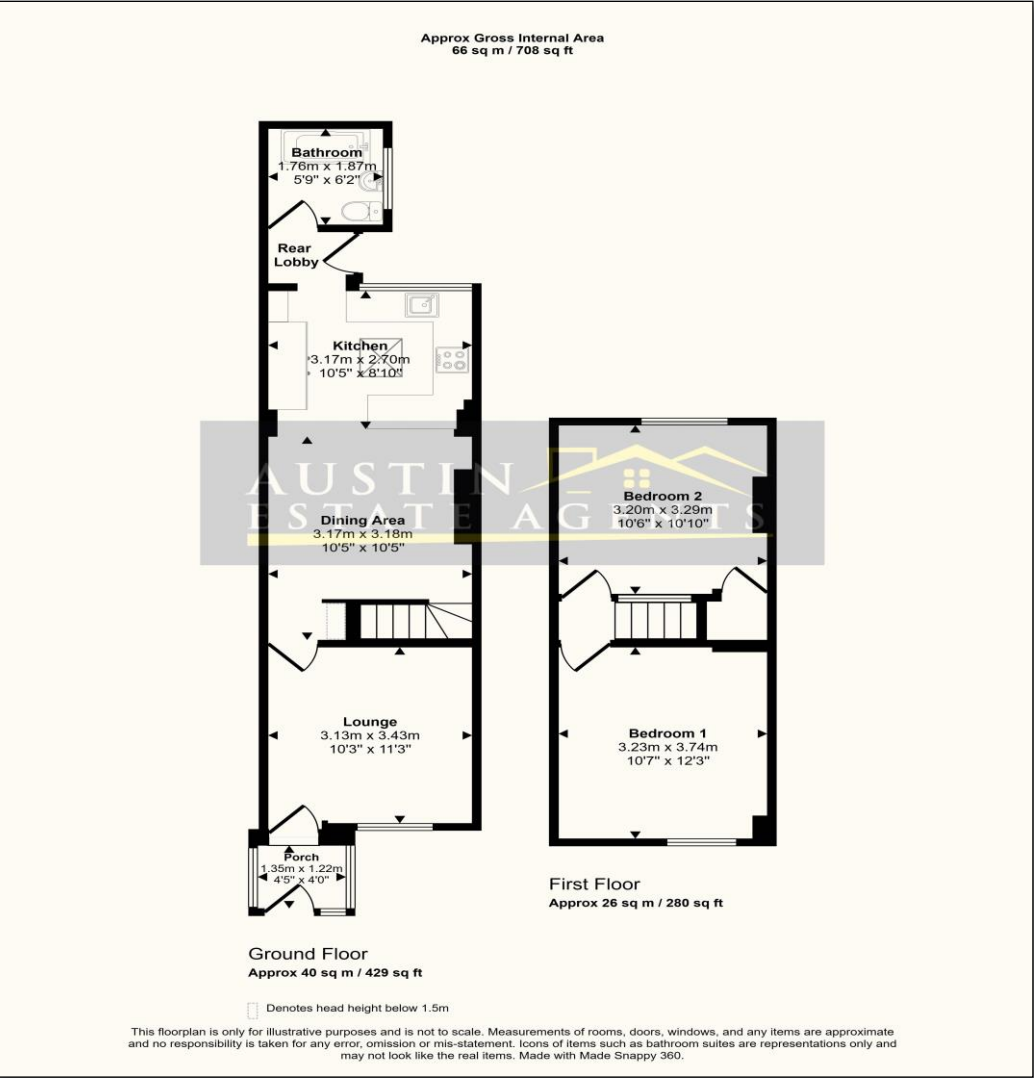 Approx Gross Internal Area
66 sq m / 708 sq ft
Bathroom
1.76m x 1.87m
5'9" x 6'2"
Rear
Lobby
Kitchen
3.17m x 2.70m
10'5" x 8'10"
AUSTIN
ESTATE AGENTS
Dining Area
3.17m x 3.18m
10'5" x 10'5"
Bedroom 2
3.20m x 3.29m
10'6" x 10'10"
Lounge
3.13m x 3.43m
10'3" x 11'3"
Bedroom 1
3.23m x 3.74m
10'7" x 12'3"
Porch
1.35m x 1.22m
4'5" x 4'0"
First Floor
Approx 26 sq m / 280 sq ft
Ground Floor
Approx 40 sq m / 429 sq ft
Denotes head height below 1.5m
This floorplan is only for illustrative purposes and is not to scale. Measurements of rooms, doors, windows, and any items are approximate
and no responsibility is taken for any error, omission or mis-statement. Icons of items such as bathroom suites are representations only and
may not look like the real items. Made with Made Snappy 360.